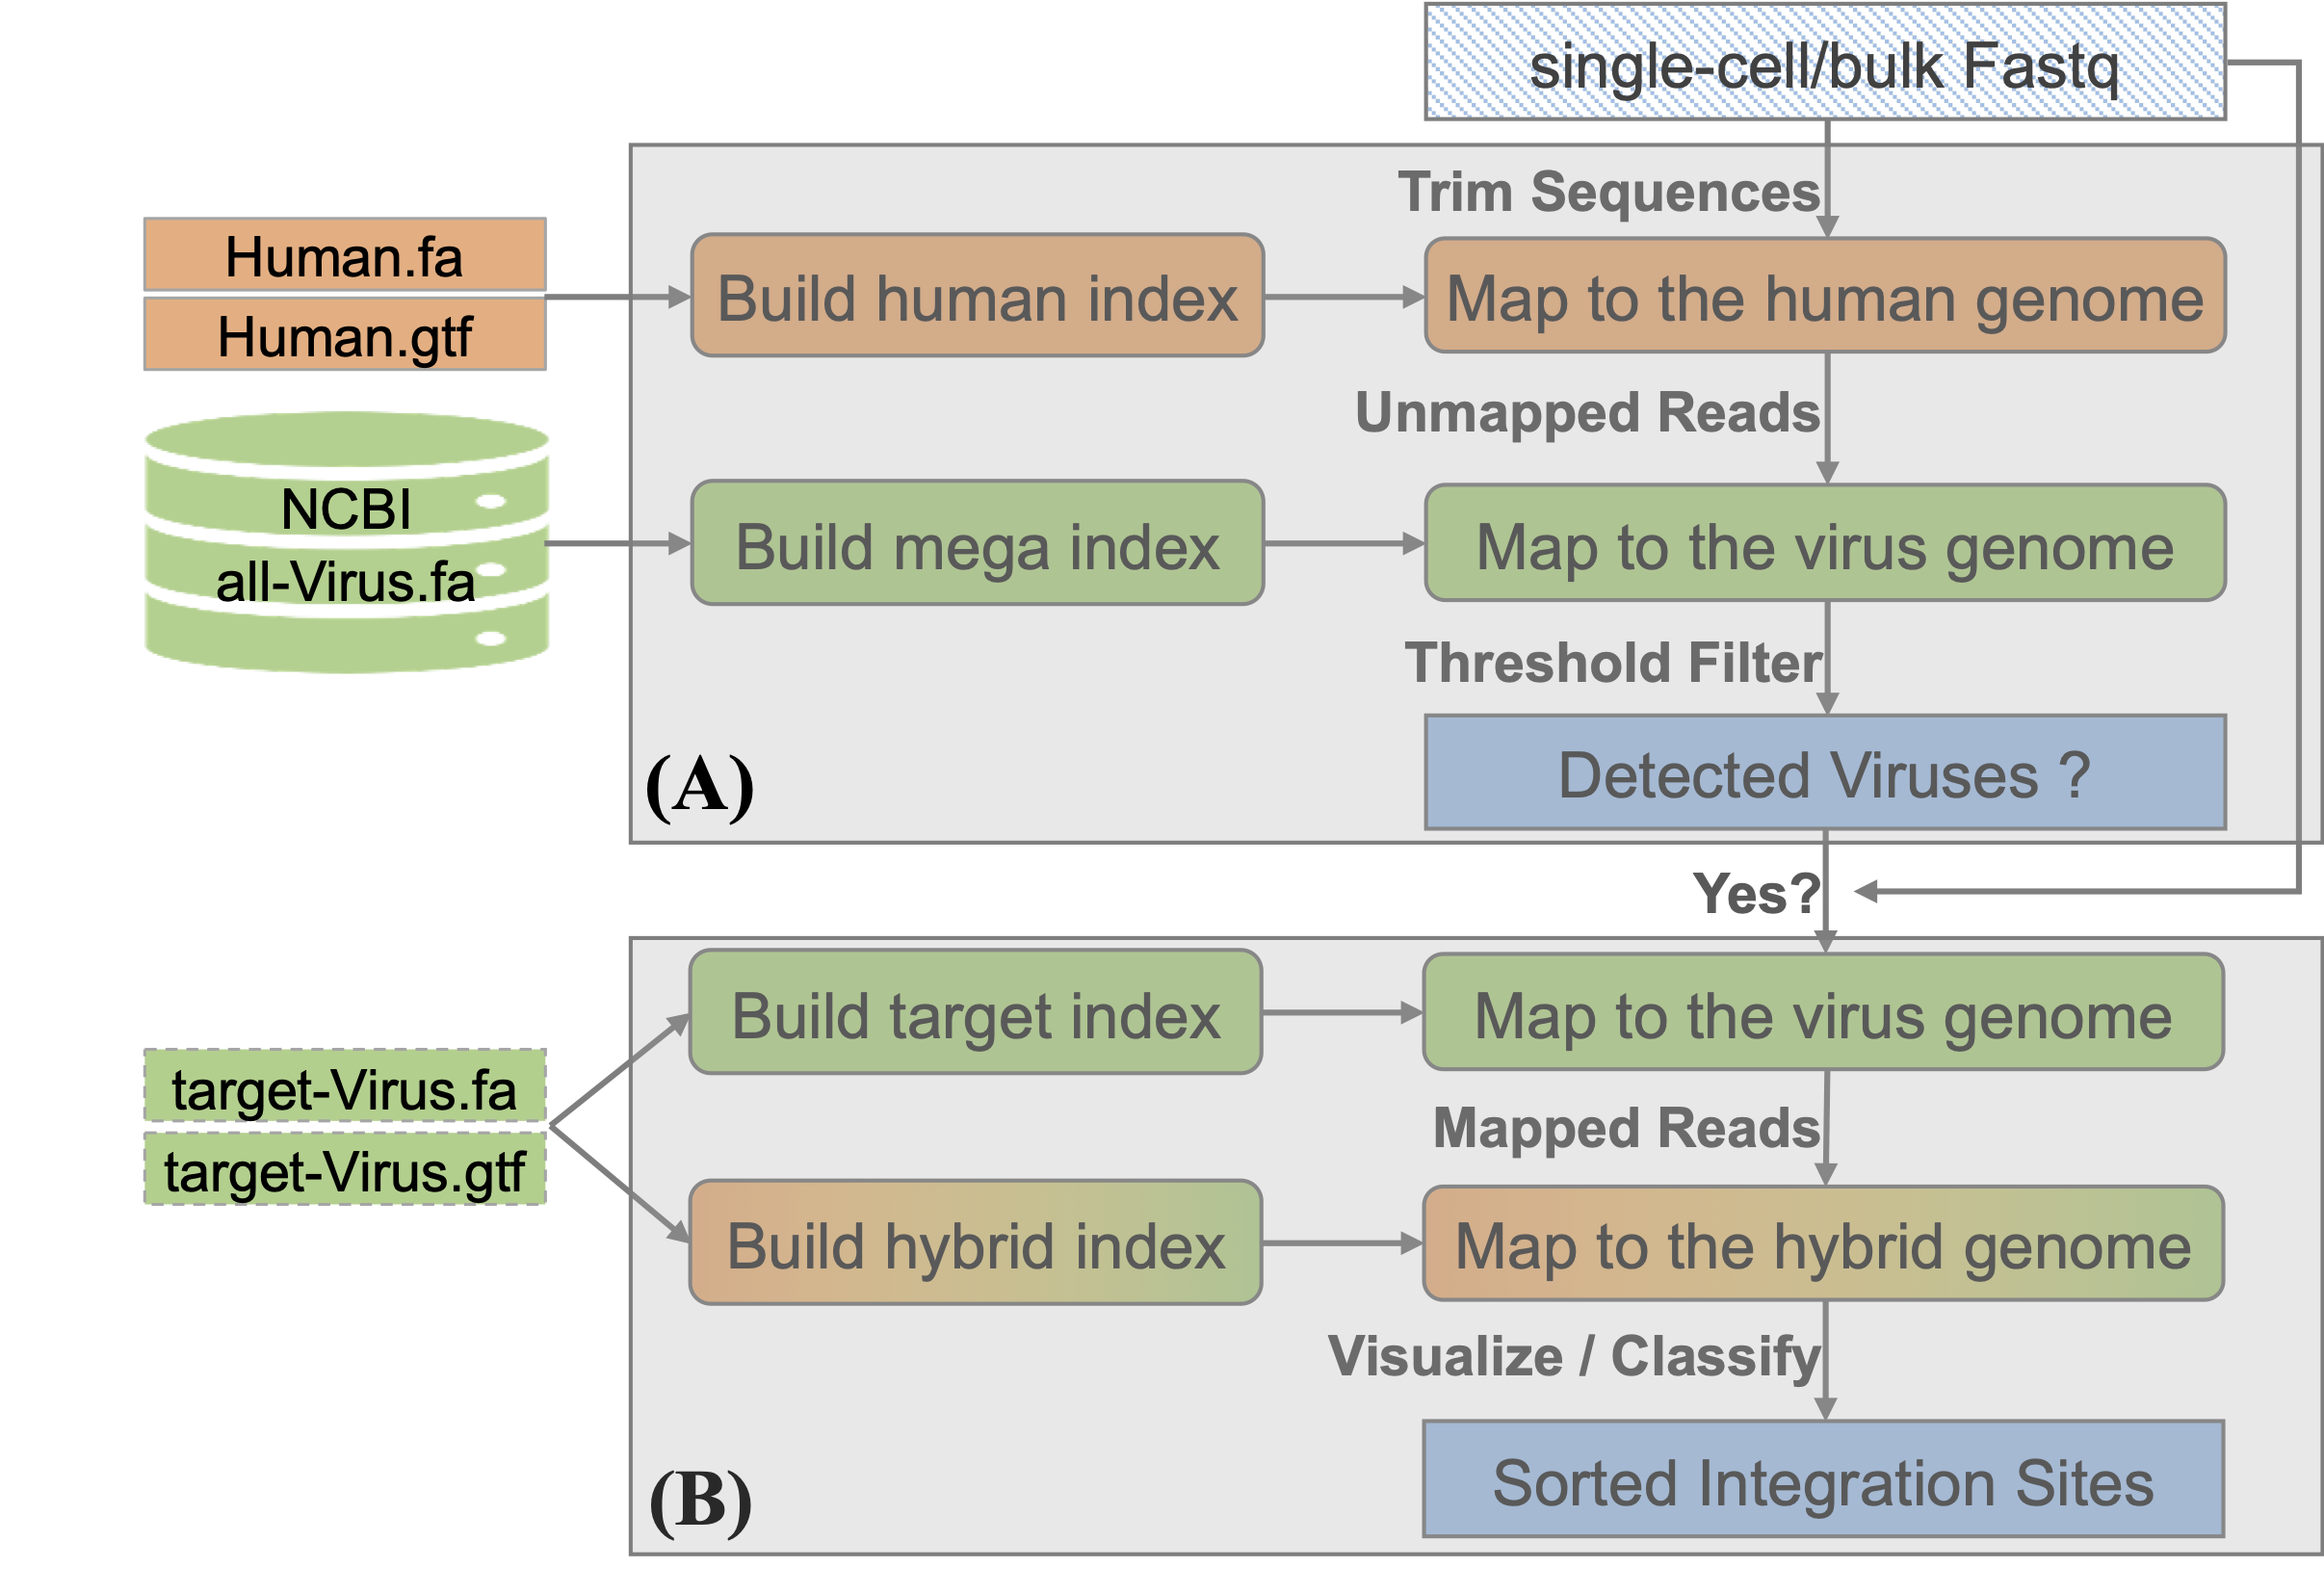 single-cell/bulk Fastq
Trim Sequences
Human.fa
Human.gtf
Build human index
Map to the human genome
Unmapped Reads
NCBI
all-Virus.fa
Build mega index
Map to the virus genome
Threshold Filter
Detected Viruses ?
(A)
Yes?
target-Virus.fa
target-Virus.gtf
Build target index
Map to the virus genome
Mapped Reads
Build hybrid index
Map to the hybrid genome
Visualize / Classify
Sorted Integration Sites
(B)